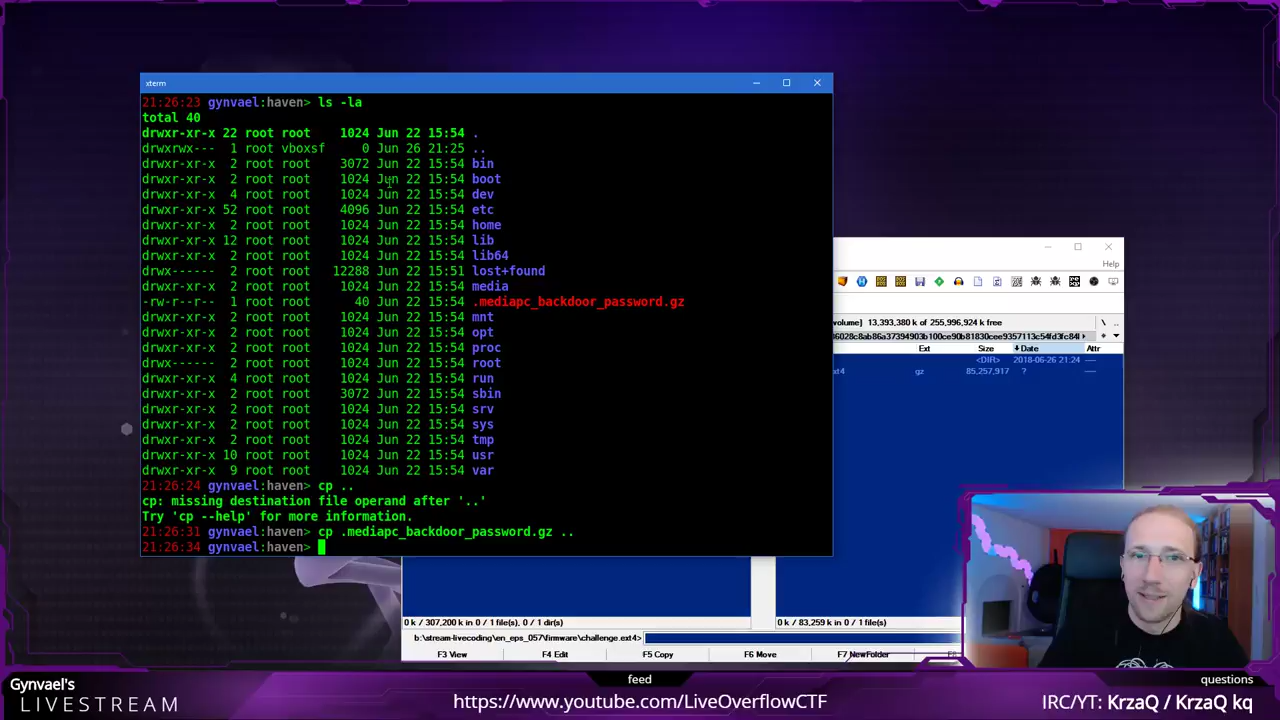 xterm
21:26:23 gynvael:haven> ls -la
total 40
drwxr-xr-x 22 root root 1024 Jun 22 15:54 .
drwxrwx--- 1 root vboxsf 0 Jun 26 21:25 ..
drwxr-xr-x 2 root root 3072 Jun 22 15:54 bin
drwxr-xr-x 2 root root 1024 Jun 22 15:54 boot
drwxr-xr-x 4 root root 1024 Jun 22 15:54 dev
drwxr-xr-x 52 root root 4096 Jun 22 15:54 etc
drwxr-xr-x 2 root root 1024 Jun 22 15:54 home
drwxr-xr-x 12 root root 1024 Jun 22 15:54 lib
drwxr-xr-x 2 root root 1024 Jun 22 15:54 lib64
drwx------ 2 root root 12288 Jun 22 15:51 lost+found
drwxr-xr-x 2 root root 1024 Jun 22 15:54 media
-rw-r--r-- 1 root root 40 Jun 22 15:54 .mediapc_backdoor_password.gz
drwxr-xr-x 2 root root 1024 Jun 22 15:54 mnt
drwxr-xr-x 2 root root 1024 Jun 22 15:54 opt
drwxr-xr-x 2 root root 1024 Jun 22 15:54 proc
drwx------ 2 root root 1024 Jun 22 15:54 root
drwxr-xr-x 4 root root 1024 Jun 22 15:54 run
drwxr-xr-x 2 root root 3072 Jun 22 15:54 sbin
drwxr-xr-x 2 root root 1024 Jun 22 15:54 srv
drwxr-xr-x 2 root root 1024 Jun 22 15:54 sys
drwxr-xr-x 2 root root 1024 Jun 22 15:54 tmp
drwxr-xr-x 10 root root 1024 Jun 22 15:54 usr
drwxr-xr-x 9 root root 1024 Jun 22 15:54 var
21:26:24 gynvael:haven> cp ..
cp: missing destination file operand after '..'
Try 'cp --help' for more information.
21:26:31 gynvael:haven> cp .mediapc_backdoor_password.gz ..
21:26:34 gynvael:haven>
Help
volume] 13,393,380 k of 255,996,924 k free \ ..
Ext Size Date Attr
<DIR> 2018-06-26 21:24 ----
xt4 gz 85,257,917 ? ----
0 k / 307,200 k in 0 / 1 file(s), 0 / 1 dir(s)
0 k / 83,259 k in 0 / 1 file(s)
b:\stream-livecoding\en_eps_057\firmware\challenge.ext4>
F3 View F4 Edit F5 Copy F6 Move F7 NewFolder
Gynvael's
LIVESTREAM
feed
https://www.youtube.com/LiveOverflowCTF
questions
IRC/YT: KrzaQ / KrzaQ kq